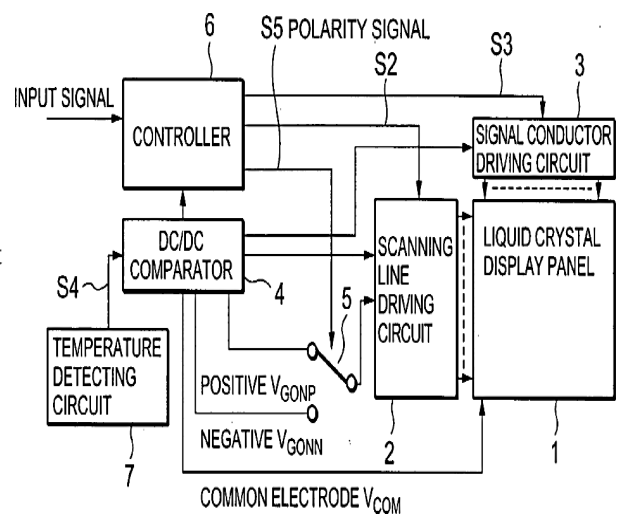 6
S5 POLARITY SIGNAL
S2
S3
3
INPUT SIGNAL
CONTROLLER
SIGNAL CONDUCTOR
DRIVING CIRCUIT
DC/DC
COMPARATOR
4
S4
SCANNING
LINE
DRIVING
CIRCUIT
LIQUID CRYSTAL
DISPLAY PANEL
5
TEMPERATURE
DETECTING
CIRCUIT
7
POSITIVE VGONP
NEGATIVE VGONN
2
1
COMMON ELECTRODE VCOM